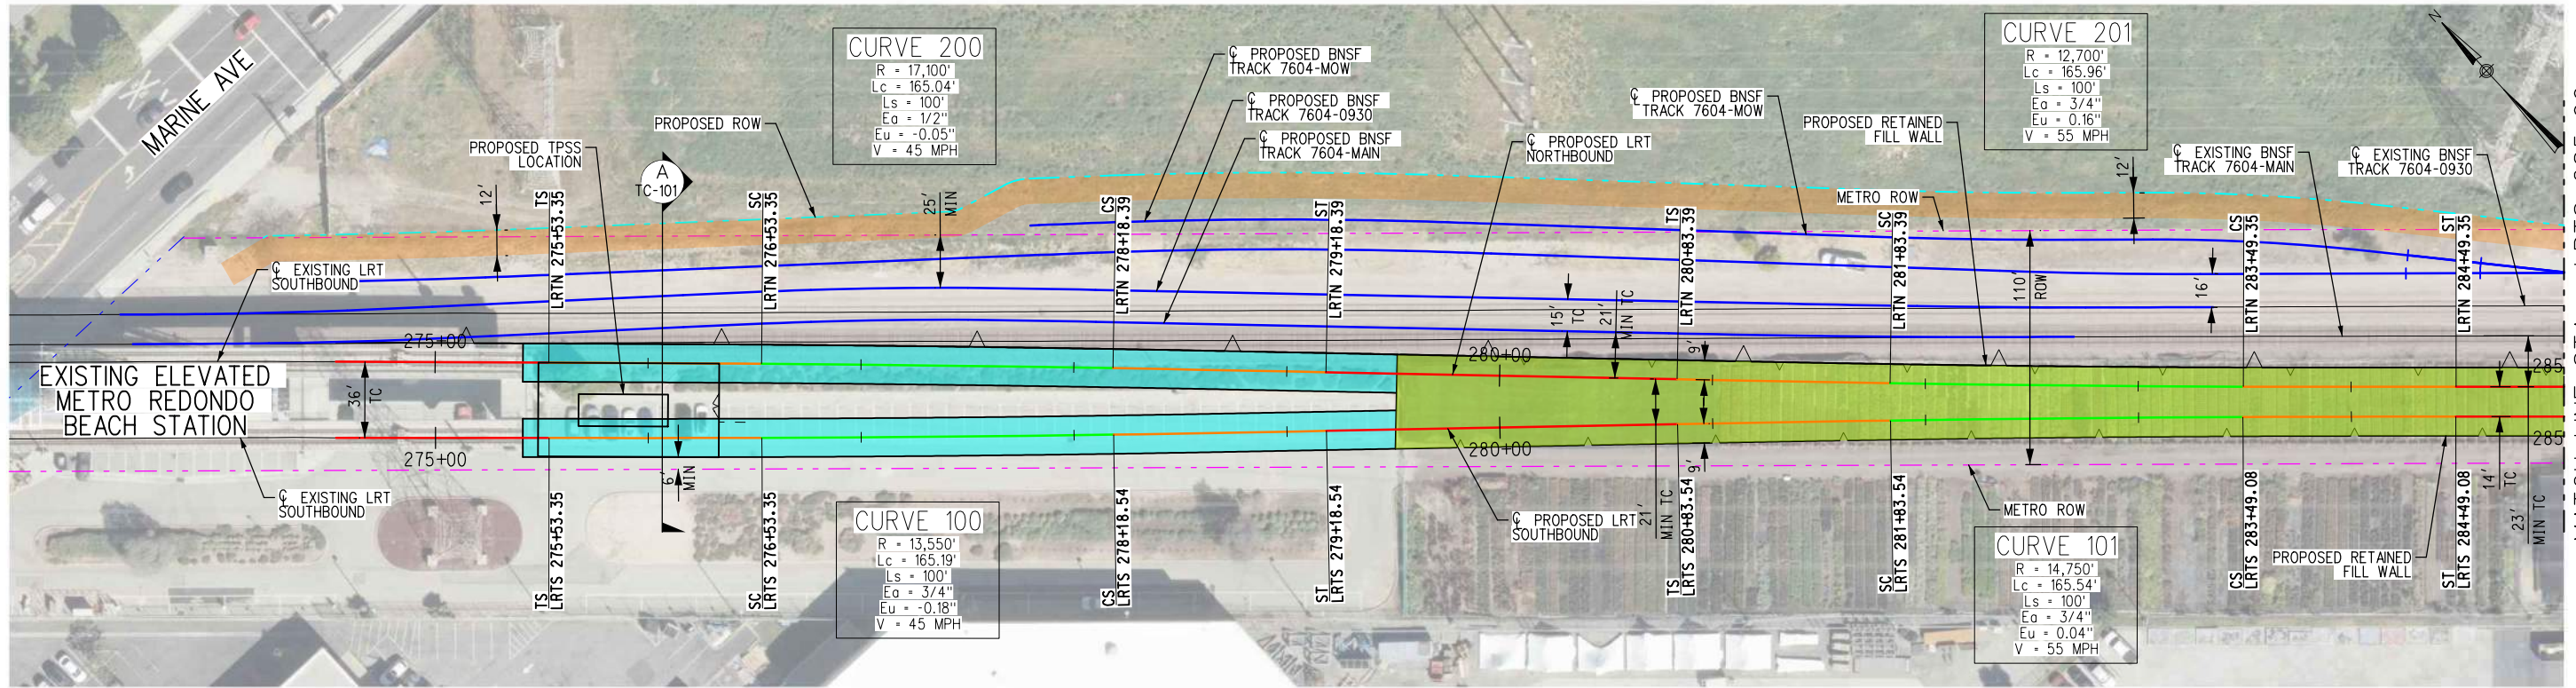 MARINE AVE
CURVE 200
R = 17,100'
Lc = 165.04'
Ls = 100'
Ea = 1/2"
Eu = -0.05"
V = 45 MPH
℄ PROPOSED BNSF
TRACK 7604-MOW
℄ PROPOSED BNSF
TRACK 7604-0930
℄ PROPOSED BNSF
TRACK 7604-MAIN
℄ PROPOSED LRT
NORTHBOUND
℄ PROPOSED BNSF
TRACK 7604-MOW
PROPOSED RETAINED
FILL WALL
CURVE 201
R = 12,700'
Lc = 165.96'
Ls = 100'
Ea = 3/4"
Eu = 0.16"
V = 55 MPH
N
METRO ROW
℄ EXISTING BNSF
TRACK 7604-MAIN
℄ EXISTING BNSF
TRACK 7604-0930
PROPOSED ROW
PROPOSED TPSS
LOCATION
A
TC-101
12'
25'
MIN
12'
TS
LRTN 275+53.35
SC
LRTN 276+53.35
CS
LRTN 278+18.39
ST
LRTN 279+18.39
TS
LRTN 280+83.39
SC
LRTN 281+83.39
CS
LRTN 283+49.35
ST
LRTN 284+49.35
℄ EXISTING LRT
SOUTHBOUND
15'
TC
21'
MIN TC
110'
ROW
16'
9'
275+00
280+00
285
EXISTING ELEVATED
METRO REDONDO
BEACH STATION
36'
TC
275+00
280+00
285
6'
MIN
21'
MIN TC
9'
14'
TC
23'
MIN TC
℄ EXISTING LRT
SOUTHBOUND
℄ PROPOSED LRT
SOUTHBOUND
METRO ROW
PROPOSED RETAINED
FILL WALL
TS
LRTS 275+53.35
SC
LRTS 276+53.35
CS
LRTS 278+18.54
ST
LRTS 279+18.54
TS
LRTS 280+83.54
SC
LRTS 281+83.54
CS
LRTS 283+49.08
ST
LRTS 284+49.08
CURVE 100
R = 13,550'
Lc = 165.19'
Ls = 100'
Ea = 3/4"
Eu = -0.18"
V = 45 MPH
CURVE 101
R = 14,750'
Lc = 165.54'
Ls = 100'
Ea = 3/4"
Eu = 0.04"
V = 55 MPH